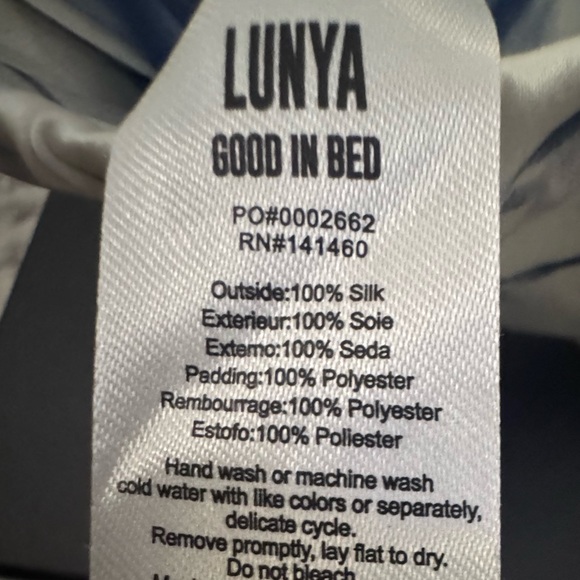 LUNYA
GOOD IN BED
PO#0002662
RN#141460
Outside:100% Silk
Exterieur:100% Soie
Externo:100% Seda
Padding:100% Polyester
Rembourrage:100% Polyester
Estofo:100% Poliester
Hand wash or machine wash
cold water with like colors or separately,
delicate cycle.
Remove promptly, lay flat to dry.
Do not bleach